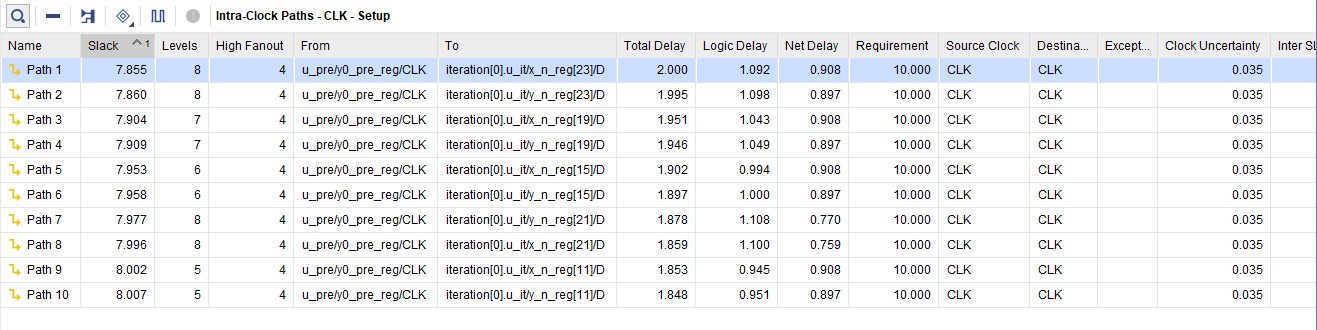 Intra-Clock Paths - CLK - Setup
Name Slack ^1 Levels High Fanout From To Total Delay Logic Delay Net Delay Requirement Source Clock Destina... Except... Clock Uncertainty Inter SL
Path 1 7.855 8 4 u_pre/y0_pre_reg/CLK iteration[0].u_it/x_n_reg[23]/D 2.000 1.092 0.908 10.000 CLK CLK 0.035
Path 2 7.860 8 4 u_pre/y0_pre_reg/CLK iteration[0].u_it/y_n_reg[23]/D 1.995 1.098 0.897 10.000 CLK CLK 0.035
Path 3 7.904 7 4 u_pre/y0_pre_reg/CLK iteration[0].u_it/x_n_reg[19]/D 1.951 1.043 0.908 10.000 CLK CLK 0.035
Path 4 7.909 7 4 u_pre/y0_pre_reg/CLK iteration[0].u_it/y_n_reg[19]/D 1.946 1.049 0.897 10.000 CLK CLK 0.035
Path 5 7.953 6 4 u_pre/y0_pre_reg/CLK iteration[0].u_it/x_n_reg[15]/D 1.902 0.994 0.908 10.000 CLK CLK 0.035
Path 6 7.958 6 4 u_pre/y0_pre_reg/CLK iteration[0].u_it/y_n_reg[15]/D 1.897 1.000 0.897 10.000 CLK CLK 0.035
Path 7 7.977 8 4 u_pre/y0_pre_reg/CLK iteration[0].u_it/y_n_reg[21]/D 1.878 1.108 0.770 10.000 CLK CLK 0.035
Path 8 7.996 8 4 u_pre/y0_pre_reg/CLK iteration[0].u_it/x_n_reg[21]/D 1.859 1.100 0.759 10.000 CLK CLK 0.035
Path 9 8.002 5 4 u_pre/y0_pre_reg/CLK iteration[0].u_it/x_n_reg[11]/D 1.853 0.945 0.908 10.000 CLK CLK 0.035
Path 10 8.007 5 4 u_pre/y0_pre_reg/CLK iteration[0].u_it/y_n_reg[11]/D 1.848 0.951 0.897 10.000 CLK CLK 0.035